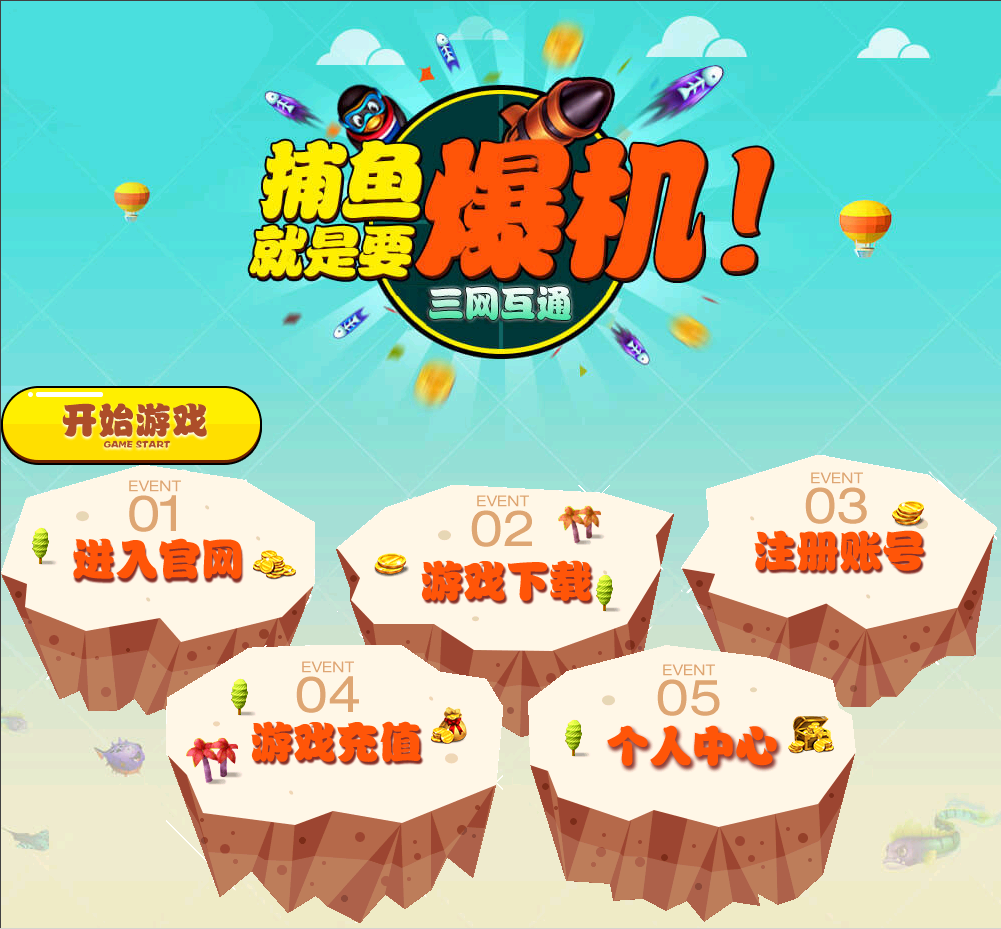 捕鱼
就是要
爆机！
三网互通
开始游戏
GAME START
EVENT
01
进入官网
EVENT
02
游戏下载
EVENT
03
注册账号
EVENT
04
游戏充值
EVENT
05
个人中心